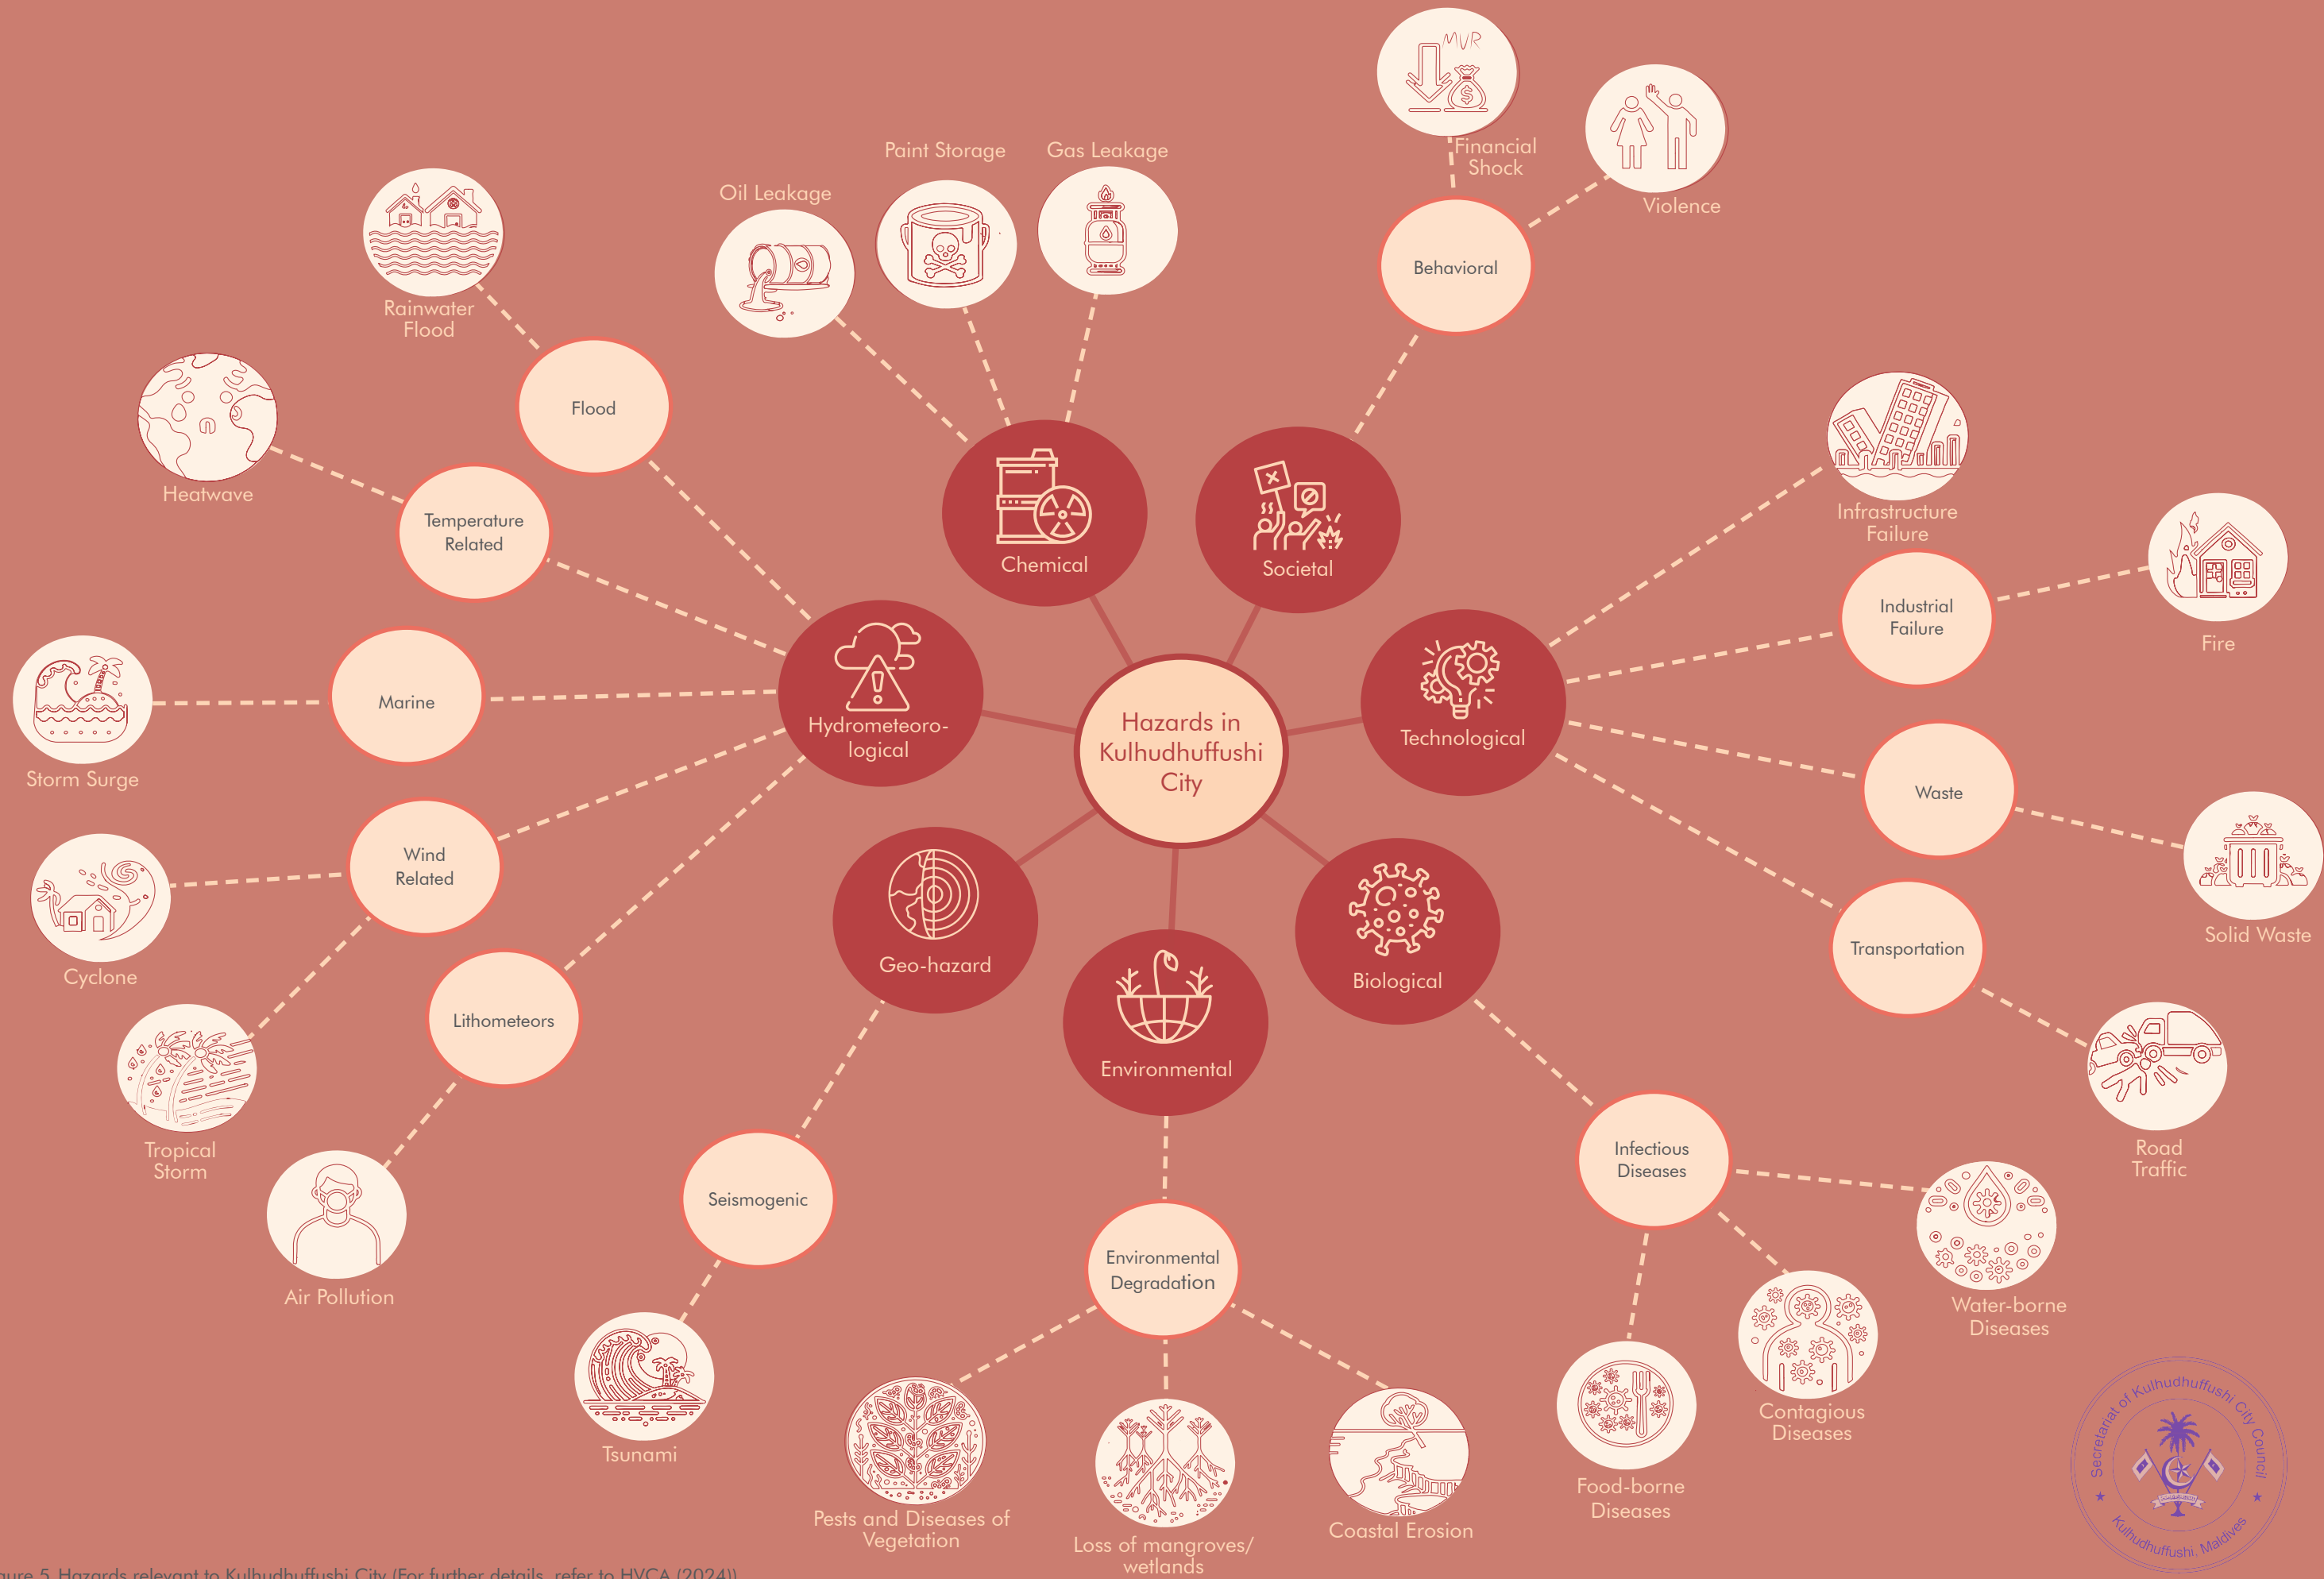 MVR
Financial
Shock
Violence
Behavioral
Paint Storage
Gas Leakage
Oil Leakage
Rainwater
Flood
Flood
Heatwave
Temperature
Related
Marine
Storm Surge
Wind
Related
Cyclone
Tropical
Storm
Lithometeors
Air Pollution
Chemical
Societal
Hydrometeoro-
logical
Hazards in
Kulhudhuffushi
City
Technological
Infrastructure
Failure
Industrial
Failure
Fire
Waste
Solid Waste
Transportation
Road
Traffic
Geo-hazard
Environmental
Biological
Seismogenic
Tsunami
Environmental
Degradation
Pests and Diseases of
Vegetation
Loss of mangroves/
wetlands
Coastal Erosion
Infectious
Diseases
Water-borne
Diseases
Contagious
Diseases
Food-borne
Diseases
Secretariat of Kulhudhuffushi City Council
Kulhudhuffushi. Maldives
gure 5 Hazards relevant to Kulhudhuffushi City (For further details, refer to HVCA (2024))